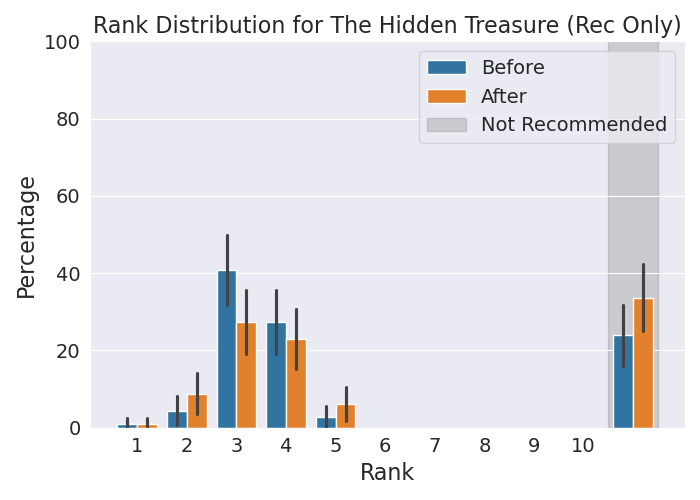 Rank Distribution for The Hidden Treasure (Rec Only)
100
80
60
40
20
0
Percentage
Before
After
Not Recommended
1 2 3 4 5 6 7 8 9 10
Rank